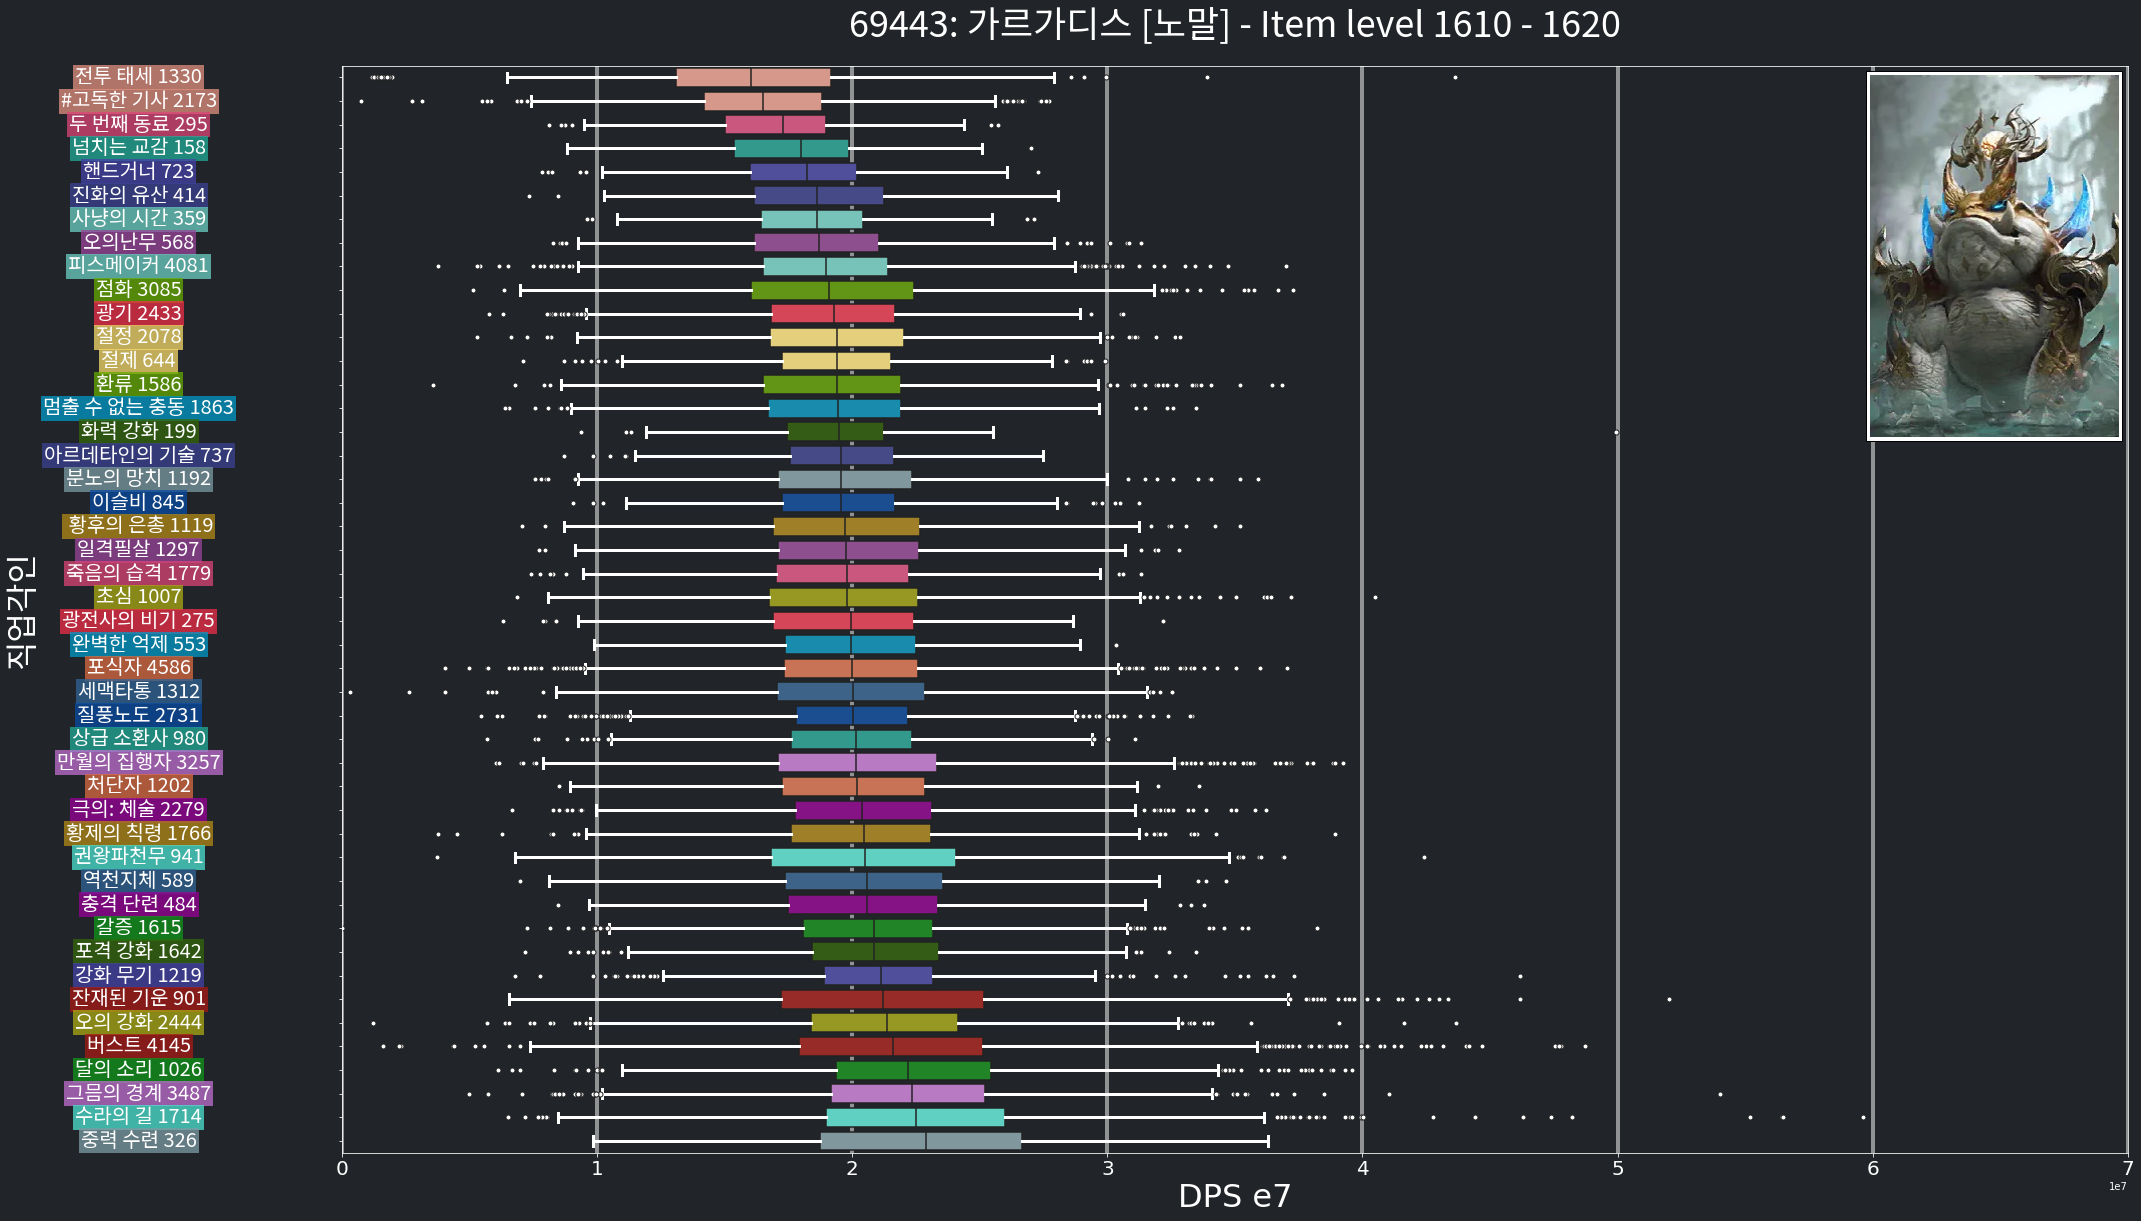 69443: 가르가디스 [노말] - Item level 1610 - 1620
전투 태세 1330
#고독한 기사 2173
두 번째 동료 295
넘치는 교감 158
핸드거너 723
진화의 유산 414
사냥의 시간 359
오의난무 568
피스메이커 4081
점화 3085
광기 2433
절정 2078
절제 644
환류 1586
멈출 수 없는 충동 1863
화력 강화 199
아르데타인의 기술 737
분노의 망치 1192
이슬비 845
황후의 은총 1119
일격필살 1297
죽음의 습격 1779
초심 1007
광전사의 비기 275
완벽한 억제 553
포식자 4586
세맥타통 1312
질풍노도 2731
상급 소환사 980
만월의 집행자 3257
처단자 1202
극의: 체술 2279
황제의 칙령 1766
권왕파천무 941
역천지체 589
충격 단련 484
갈증 1615
포격 강화 1642
강화 무기 1219
잔재된 기운 901
오의 강화 2444
버스트 4145
달의 소리 1026
그믐의 경계 3487
수라의 길 1714
중력 수련 326
직업각인
0 1 2 3 4 5 6 7
1e7
DPS e7